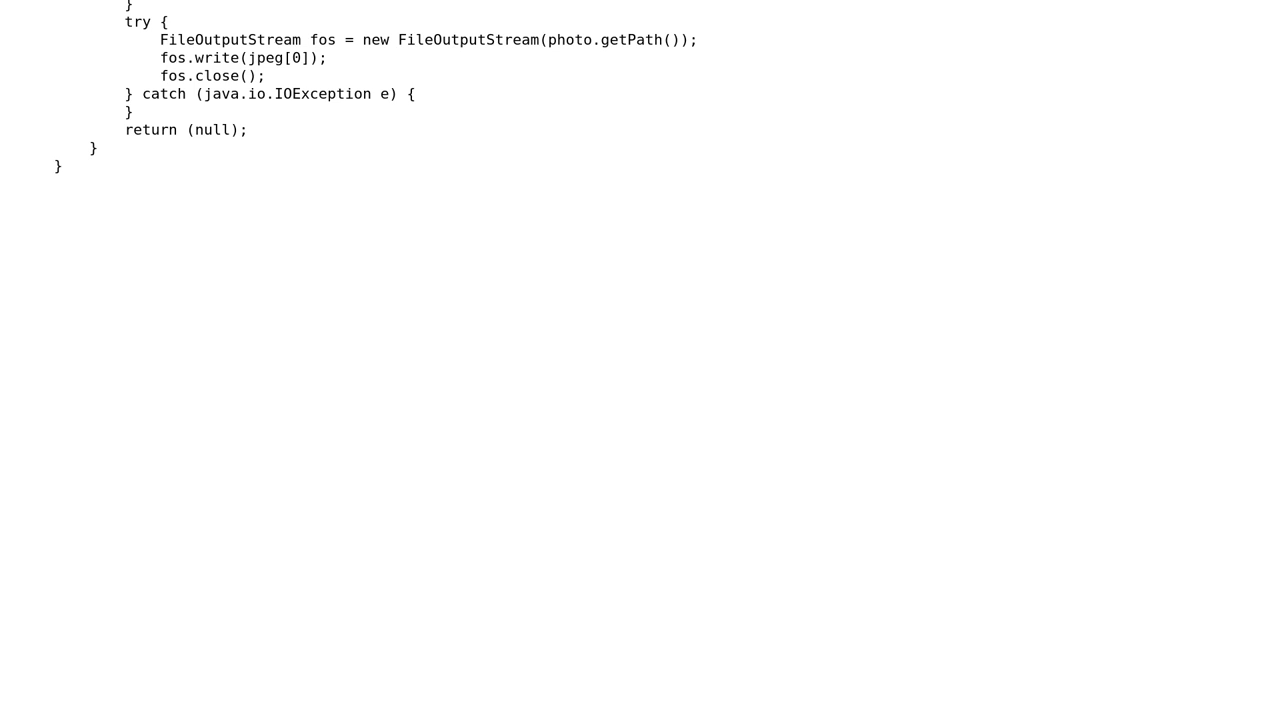 }
        try {
            FileOutputStream fos = new FileOutputStream(photo.getPath());
            fos.write(jpeg[0]);
            fos.close();
        } catch (java.io.IOException e) {
        }
        return (null);
    }
}